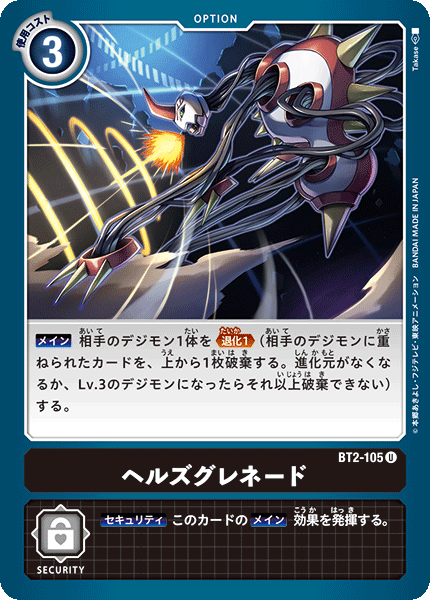 OPTION
使用コスト
3
Takase
メイン 相手のデジモン1体を 退化1 (相手のデジモンに重
ねられたカードを、上から1枚破棄する。進化元がなくな
るか、Lv.3のデジモンになったらそれ以上破棄できない)
する。
©本郷あきよし・フジテレビ・東映アニメーション BANDAI MADE IN JAPAN
BT2-105 U
ヘルズグレネード
セキュリティ このカードの メイン 効果を発揮する。
SECURITY